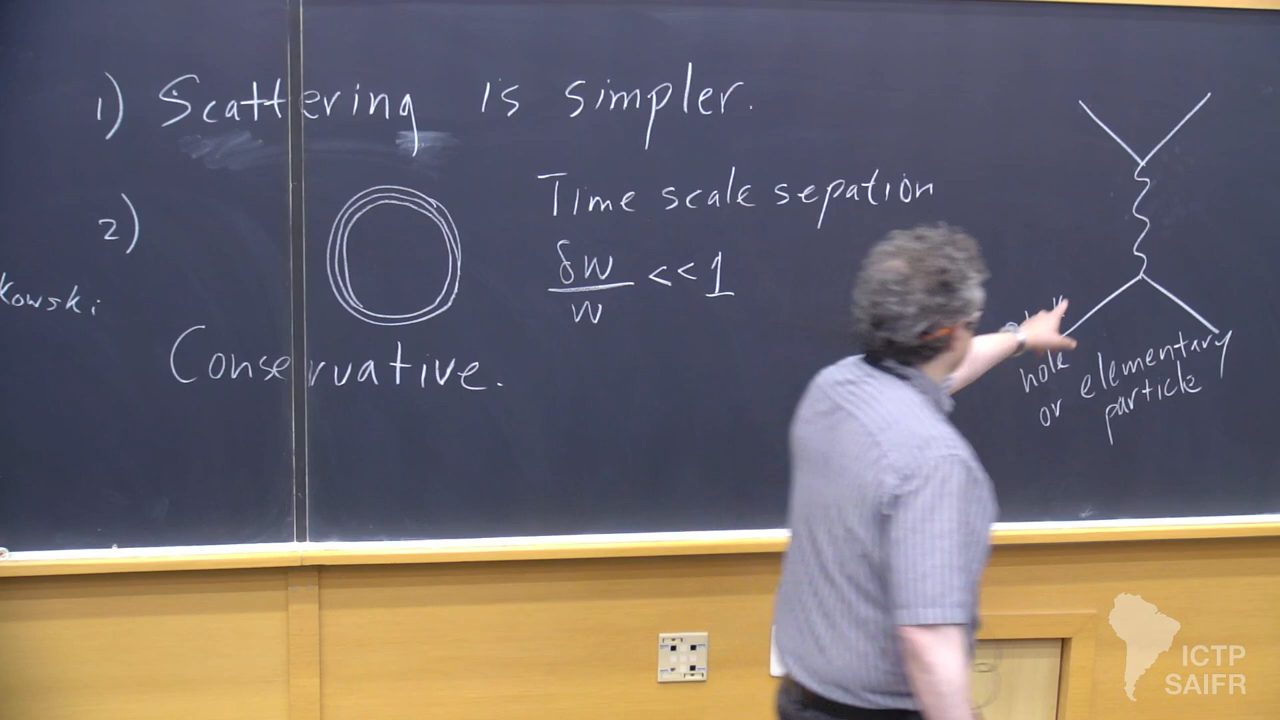 1) Scattering is simpler.
2)
Time scale sepation
δw
w
<< 1
kowski
Conservative.
hole
or elementary
particle
ICTP
SAIFR